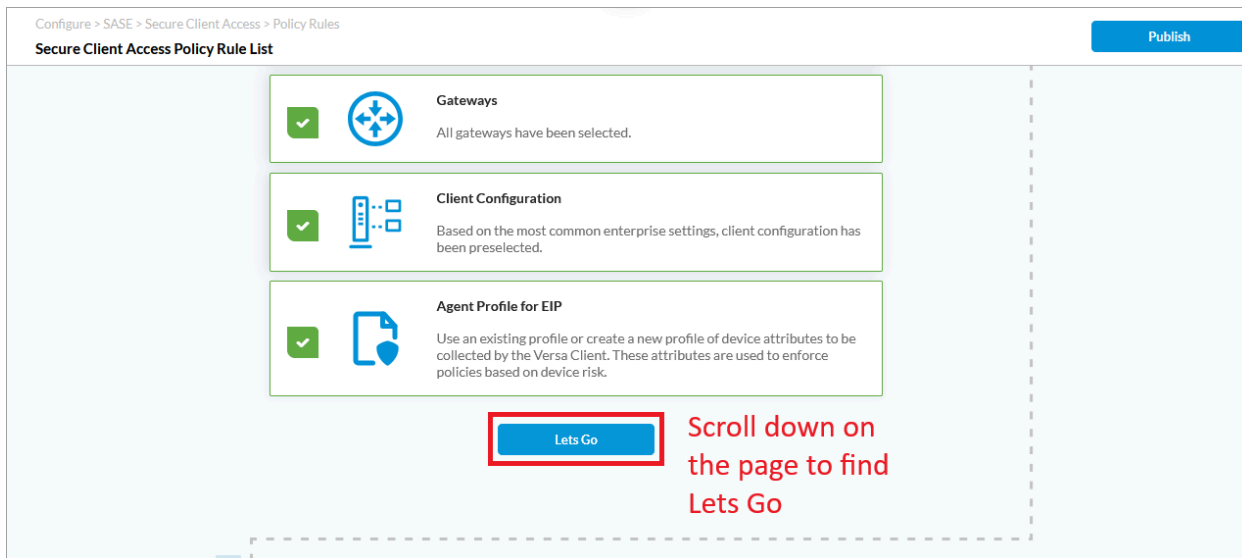 Configure > SASE > Secure Client Access > Policy Rules
Secure Client Access Policy Rule List
Publish
Gateways
All gateways have been selected.
Client Configuration
Based on the most common enterprise settings, client configuration has
been preselected.
Agent Profile for EIP
Use an existing profile or create a new profile of device attributes to be
collected by the Versa Client. These attributes are used to enforce
policies based on device risk.
Lets Go
Scroll down on
the page to find
Lets Go